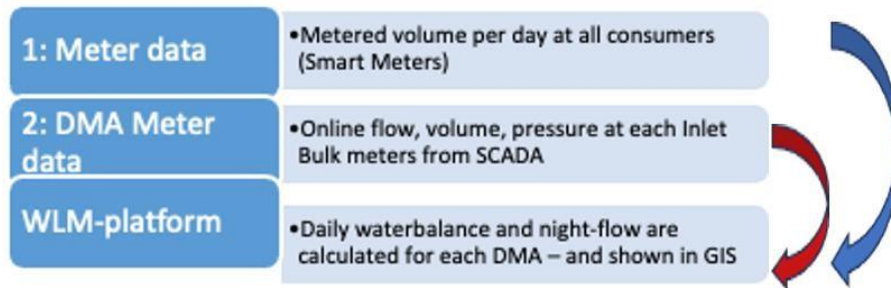 1: Meter data
•Metered volume per day at all consumers
(Smart Meters)
2: DMA Meter
data
•Online flow, volume, pressure at each Inlet
Bulk meters from SCADA
WLM-platform
•Daily waterbalance and night-flow are
calculated for each DMA – and shown in GIS